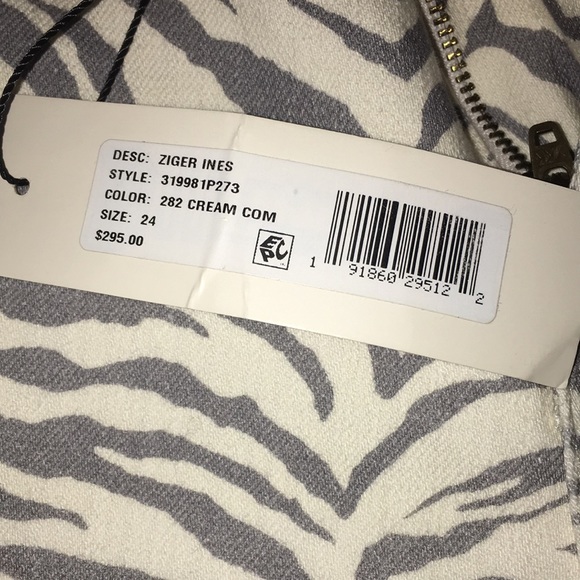 DESC: ZIGER INES
STYLE: 319981P273
COLOR: 282 CREAM COM
SIZE: 24
$295.00
EPC
1 91860 29512 2